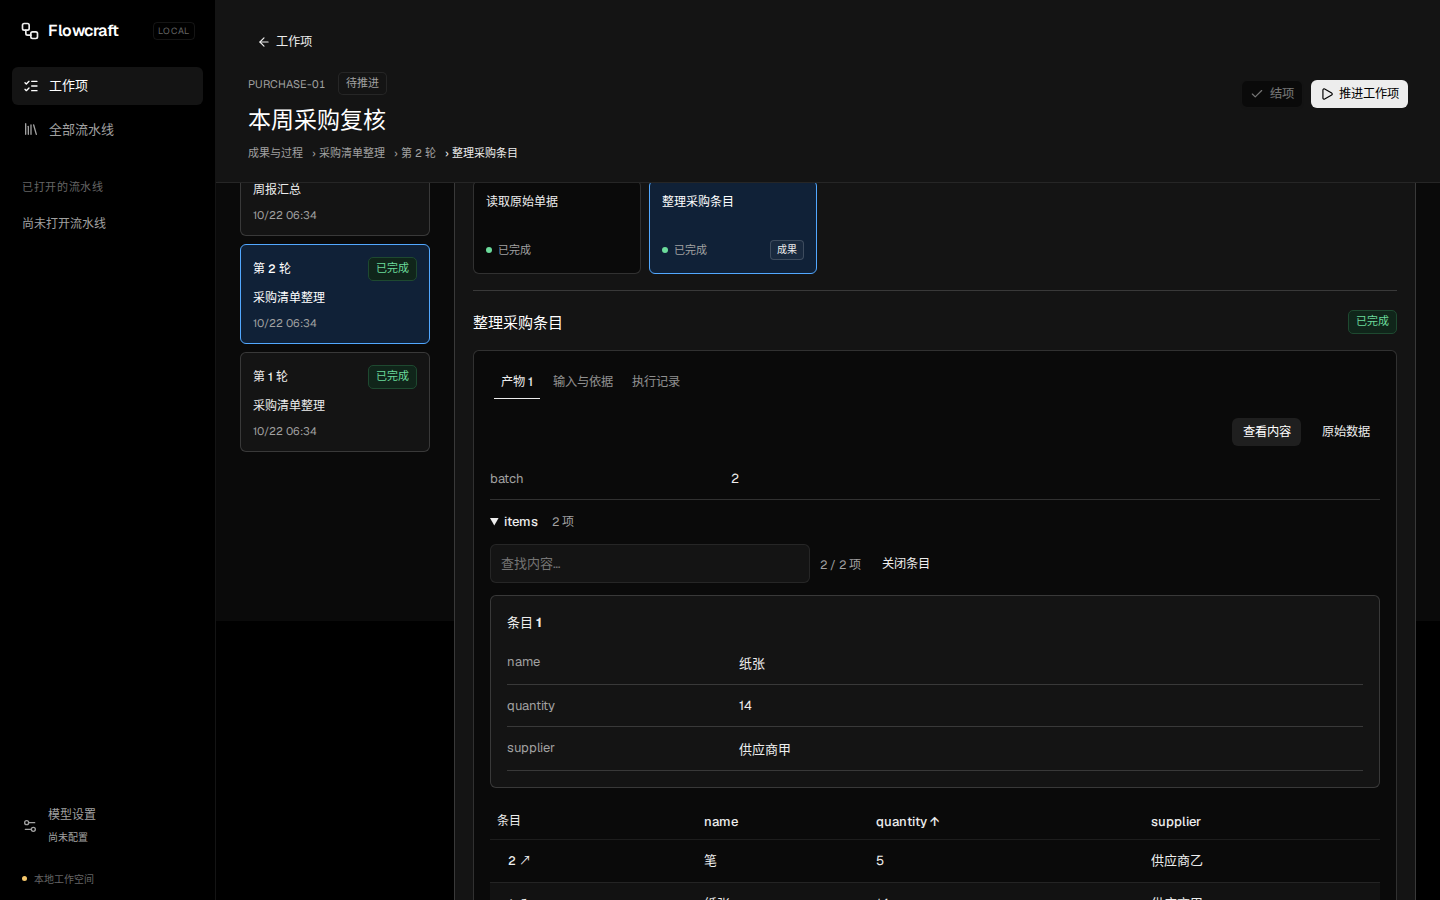 Flowcraft
LOCAL
工作项
全部流水线
已打开的流水线
尚未打开流水线
模型设置
尚未配置
本地工作空间
工作项
PURCHASE-01
待推进
本周采购复核
成果与过程 › 采购清单整理 › 第 2 轮 › 整理采购条目
结项
推进工作项
周报汇总
10/22 06:34
第 2 轮
已完成
采购清单整理
10/22 06:34
第 1 轮
已完成
采购清单整理
10/22 06:34
读取原始单据
已完成
整理采购条目
已完成
成果
整理采购条目
已完成
产物 1
输入与依据
执行记录
查看内容
原始数据
batch 2
▼ items 2 项
查找内容...
2 / 2 项
关闭条目
条目 1
name 纸张
quantity 14
supplier 供应商甲
条目 name quantity ↑ supplier
2 ↗ 笔 5 供应商乙